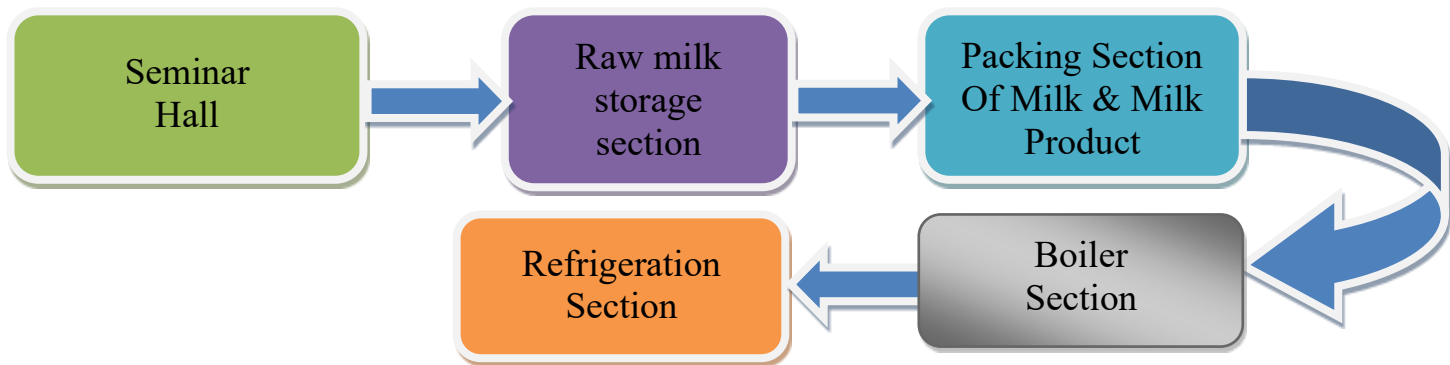 Seminar
Hall
Raw milk
storage
section
Packing Section
Of Milk & Milk
Product
Boiler
Section
Refrigeration
Section